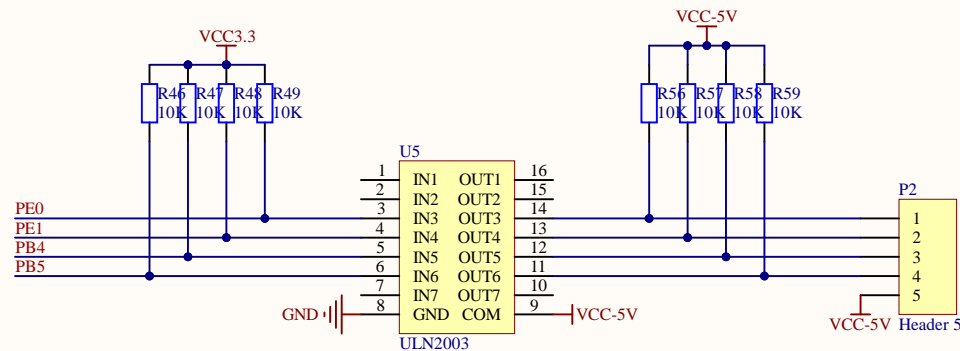 VCC-5V
VCC3.3
R46 R47 R48 R49
10K 10K 10K 10K
R56 R57 R58 R59
10K 10K 10K 10K
U5
1 IN1 OUT1 16
2 IN2 OUT2 15
PE0 3 IN3 OUT3 14
PE1 4 IN4 OUT4 13
PB4 5 IN5 OUT5 12
PB5 6 IN6 OUT6 11
7 IN7 OUT7 10
GND 8 GND COM 9 VCC-5V
ULN2003
P2
1
2
3
4
5
VCC-5V
Header 5